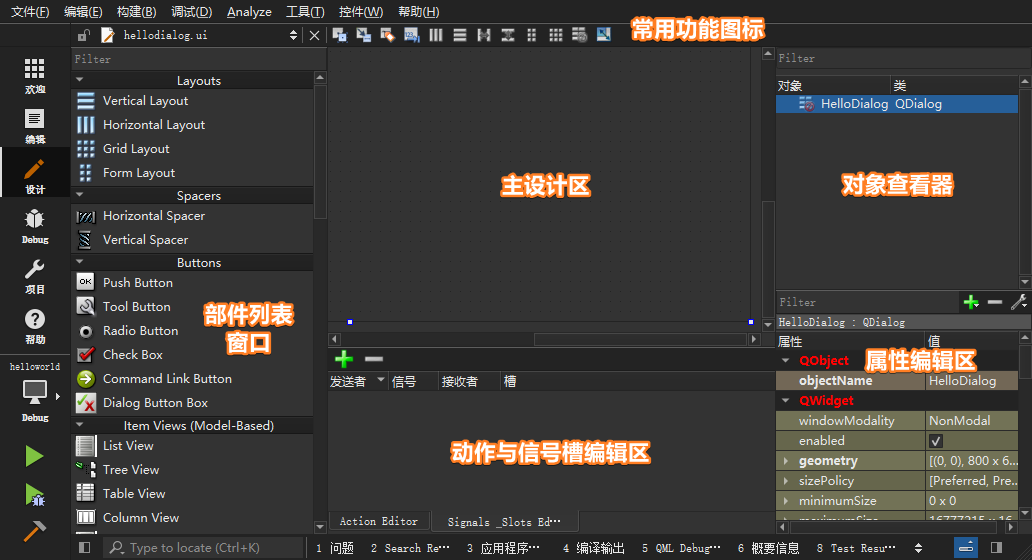 文件(F) 编辑(E) 构建(B) 调试(D) Analyze 工具(T) 控件(W) 帮助(H)
hellodialog.ui
常用功能图标
欢迎
编辑
设计
Debug
项目
帮助
helloworld
Debug
Filter
Layouts
Vertical Layout
Horizontal Layout
Grid Layout
Form Layout
Spacers
Horizontal Spacer
Vertical Spacer
Buttons
Push Button
Tool Button
Radio Button
Check Box
Command Link Button
Dialog Button Box
Item Views (Model-Based)
List View
Tree View
Table View
Column View
部件列表
窗口
主设计区
发送者 信号 接收者 槽
动作与信号槽编辑区
Action Editor Signals _Slots Ed···
Filter
对象 类
HelloDialog QDialog
对象查看器
Filter
HelloDialog : QDialog
属性 值
属性编辑区
QObject
objectName HelloDialog
QWidget
windowModality NonModal
enabled
geometry [(0, 0), 800 x 6...
sizePolicy [Preferred, Pre...
minimumSize 0 x 0
maximumSize 16777215 x 16...
Type to locate (Ctrl+K) 1 问题 2 Search Re··· 3 应用程序··· 4 编译输出 5 QML Debug··· 6 概要信息 8 Test Resu···